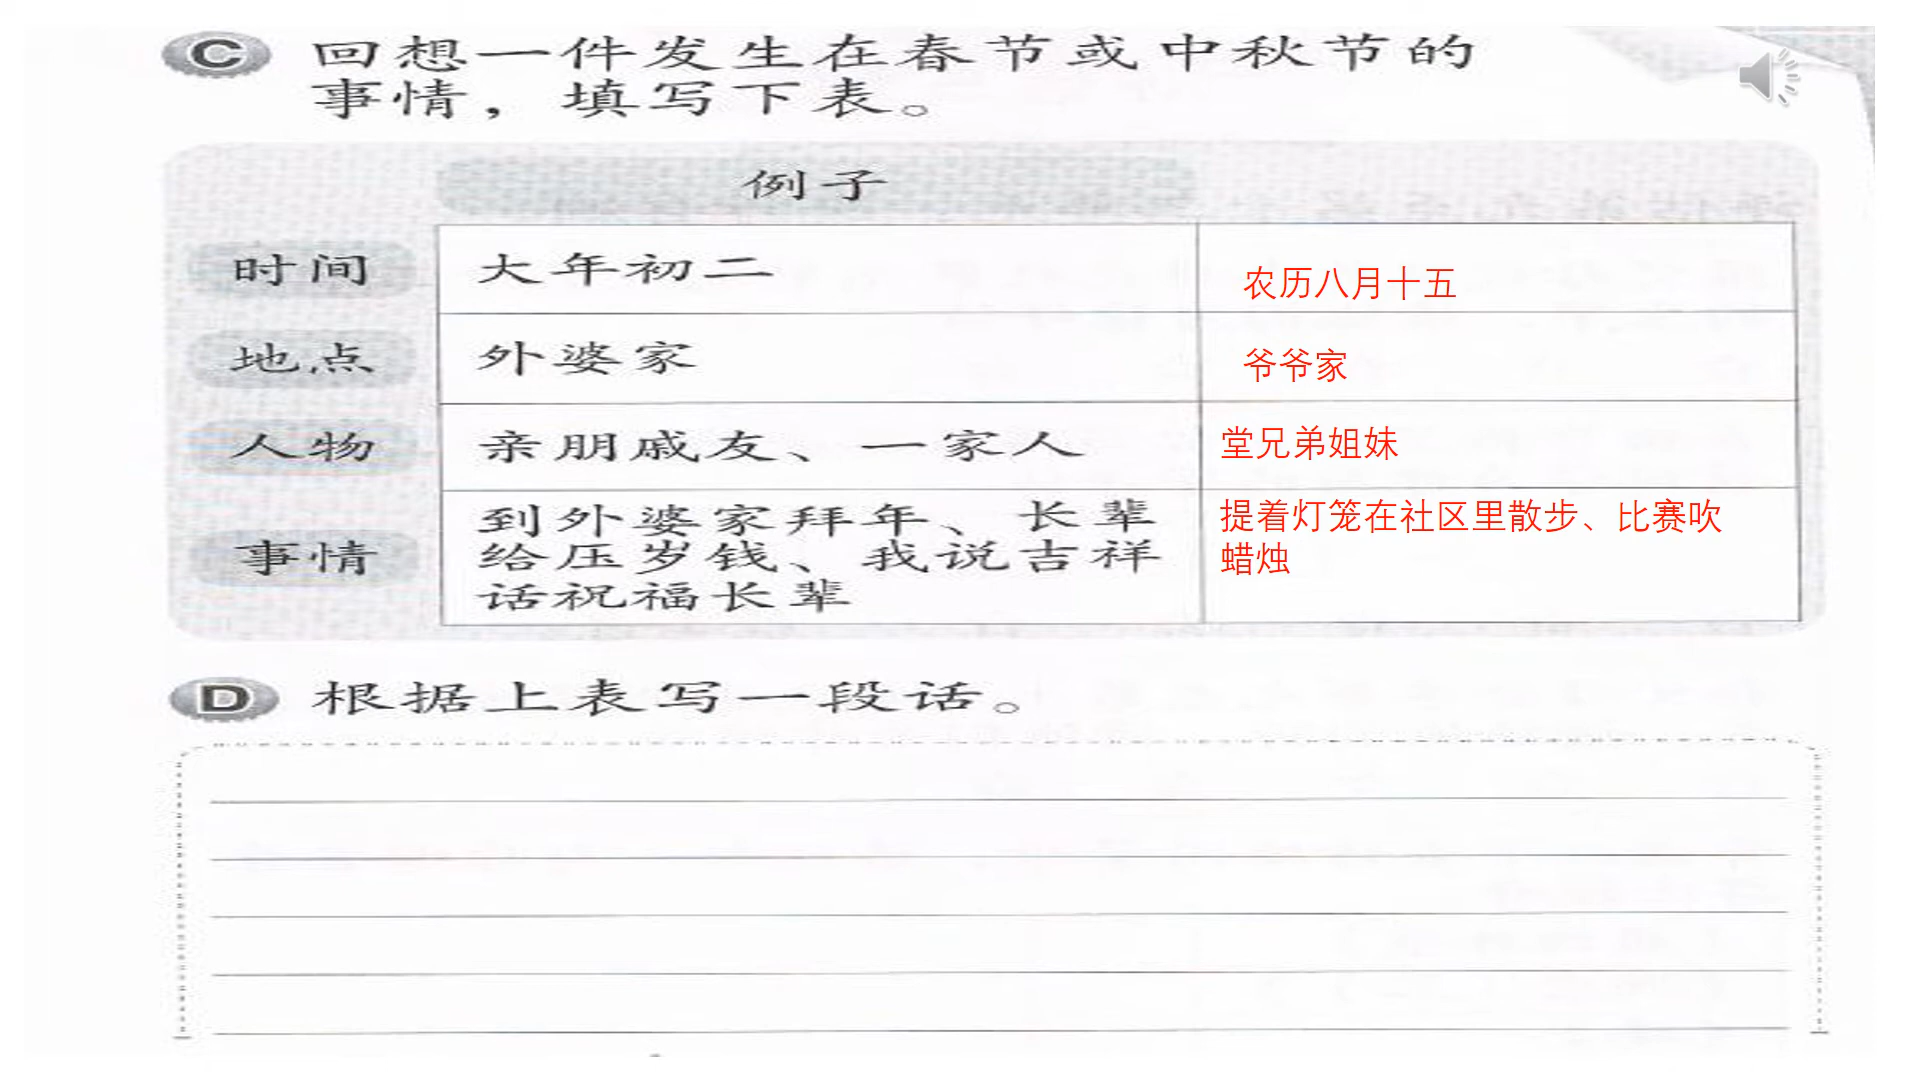 C 回想一件发生在春节或中秋节的
事情，填写下表。
例子
时间 大年初二 农历八月十五
地点 外婆家 爷爷家
人物 亲朋戚友、一家人 堂兄弟姐妹
事情 到外婆家拜年、长辈
给压岁钱、我说吉祥
话祝福长辈
提着灯笼在社区里散步、比赛吹
蜡烛
D 根据上表写一段话。